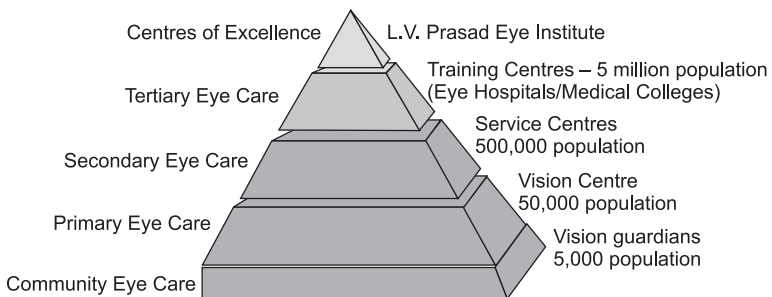 Centres of Excellence
L.V. Prasad Eye Institute
Tertiary Eye Care
Training Centres – 5 million population
(Eye Hospitals/Medical Colleges)
Secondary Eye Care
Service Centres
500,000 population
Primary Eye Care
Vision Centre
50,000 population
Community Eye Care
Vision guardians
5,000 population